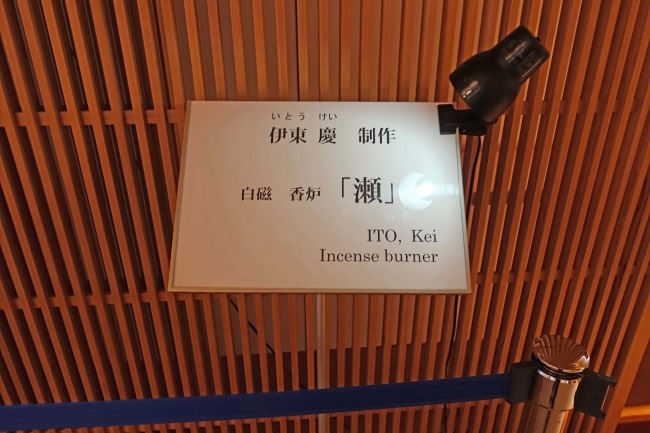 いとう けい
伊東 慶 制作
白磁 香炉 「瀬」
ITO, Kei
Incense burner